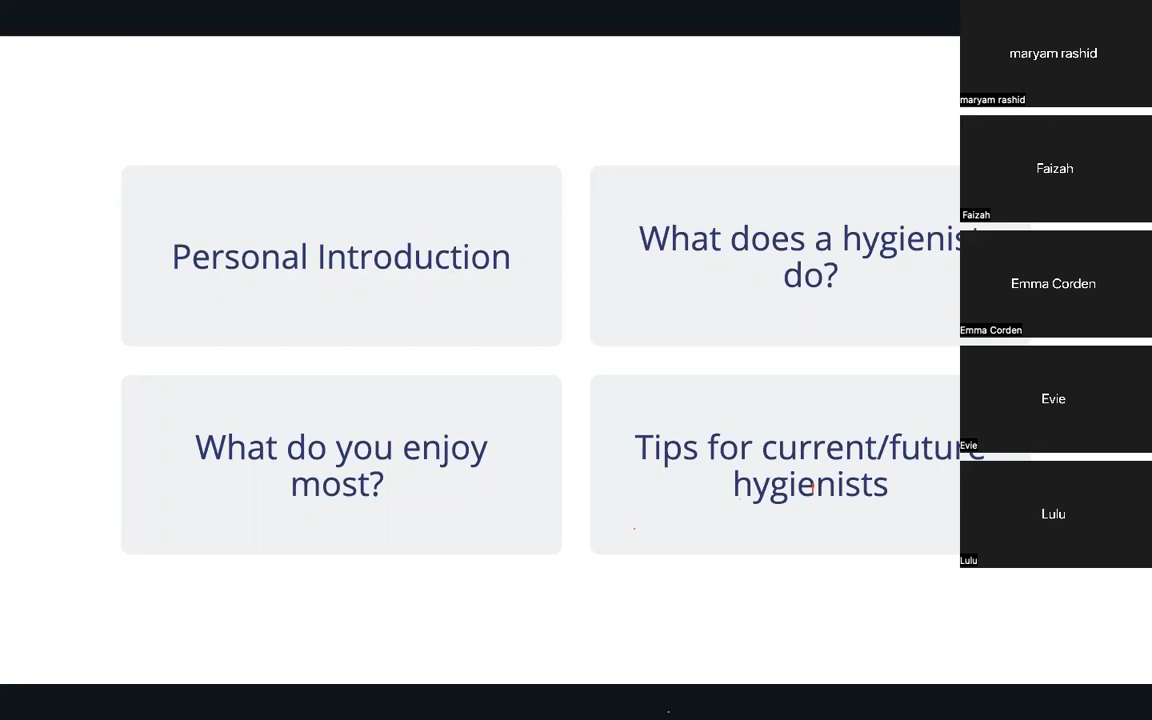 Personal Introduction
What does a hygienist
do?
What do you enjoy
most?
Tips for current/future
hygienists
maryam rashid
maryam rashid
Faizah
Faizah
Emma Corden
Emma Corden
Evie
Evie
Lulu
Lulu